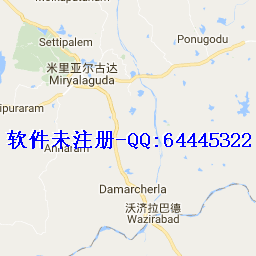 Settipalem
Ponugodu
米里亚尔古达
Miryalaguda
ipuraram
软件未注册-QQ:64445322
Annaram
Damarcherla
沃济拉巴德
Wazirabad